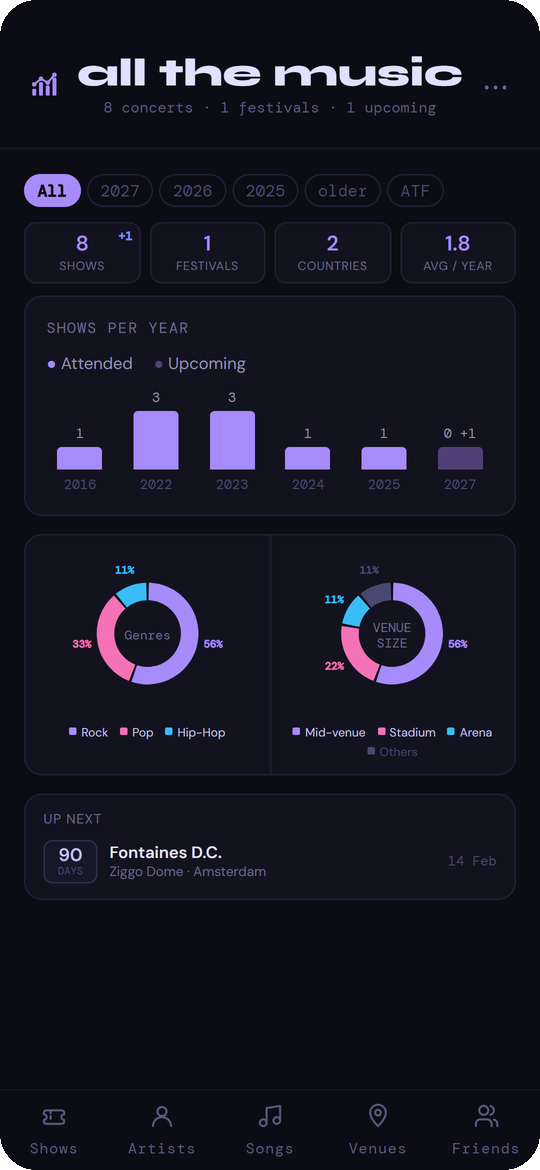 all the music
8 concerts · 1 festivals · 1 upcoming
All 2027 2026 2025 older ATF
8 +1 1 2 1.8
SHOWS FESTIVALS COUNTRIES AVG / YEAR
SHOWS PER YEAR
Attended Upcoming
1 3 3 1 1 0 +1
2016 2022 2023 2024 2025 2027
11% 33% 56%
Genres
Rock Pop Hip-Hop
11% 11% 22% 56%
VENUE
SIZE
Mid-venue Stadium Arena
Others
UP NEXT
90
DAYS
Fontaines D.C.
Ziggo Dome · Amsterdam
14 Feb
Shows Artists Songs Venues Friends